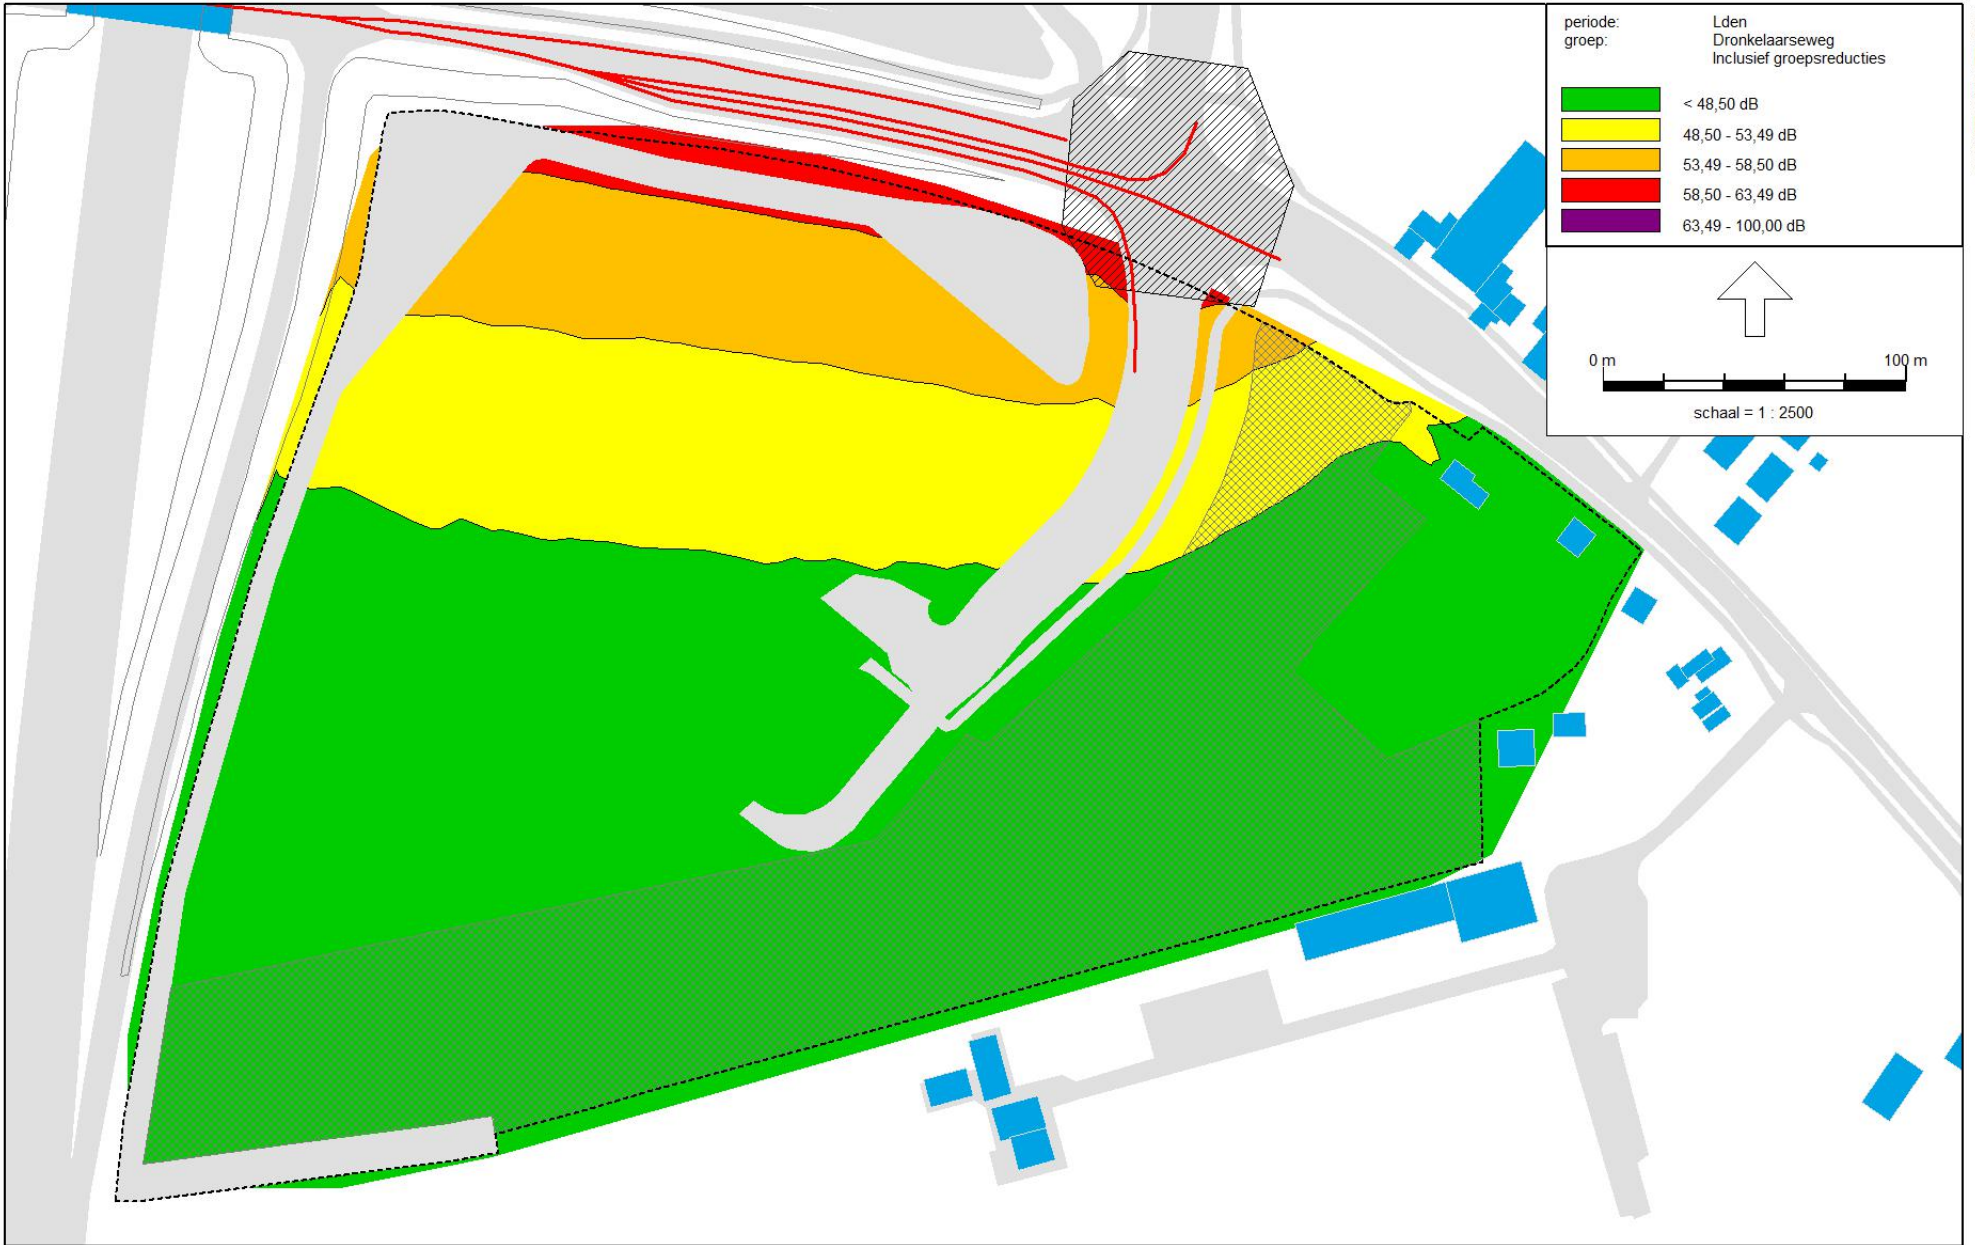 periode: Lden
groep: Dronkelaarseweg
Inclusief groepsreducties
< 48,50 dB
48,50 - 53,49 dB
53,49 - 58,50 dB
58,50 - 63,49 dB
63,49 - 100,00 dB
0 m 100 m
schaal = 1 : 2500